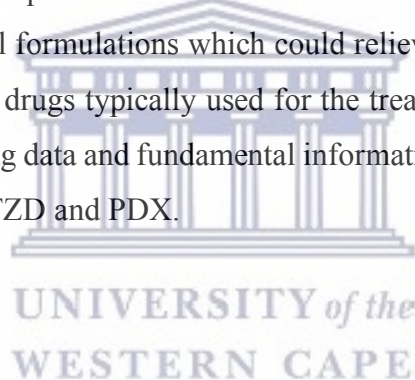 l formulations which could reliev
drugs typically used for the trea
g data and fundamental informati
ZD and PDX.
UNIVERSITY of the
WESTERN CAPE